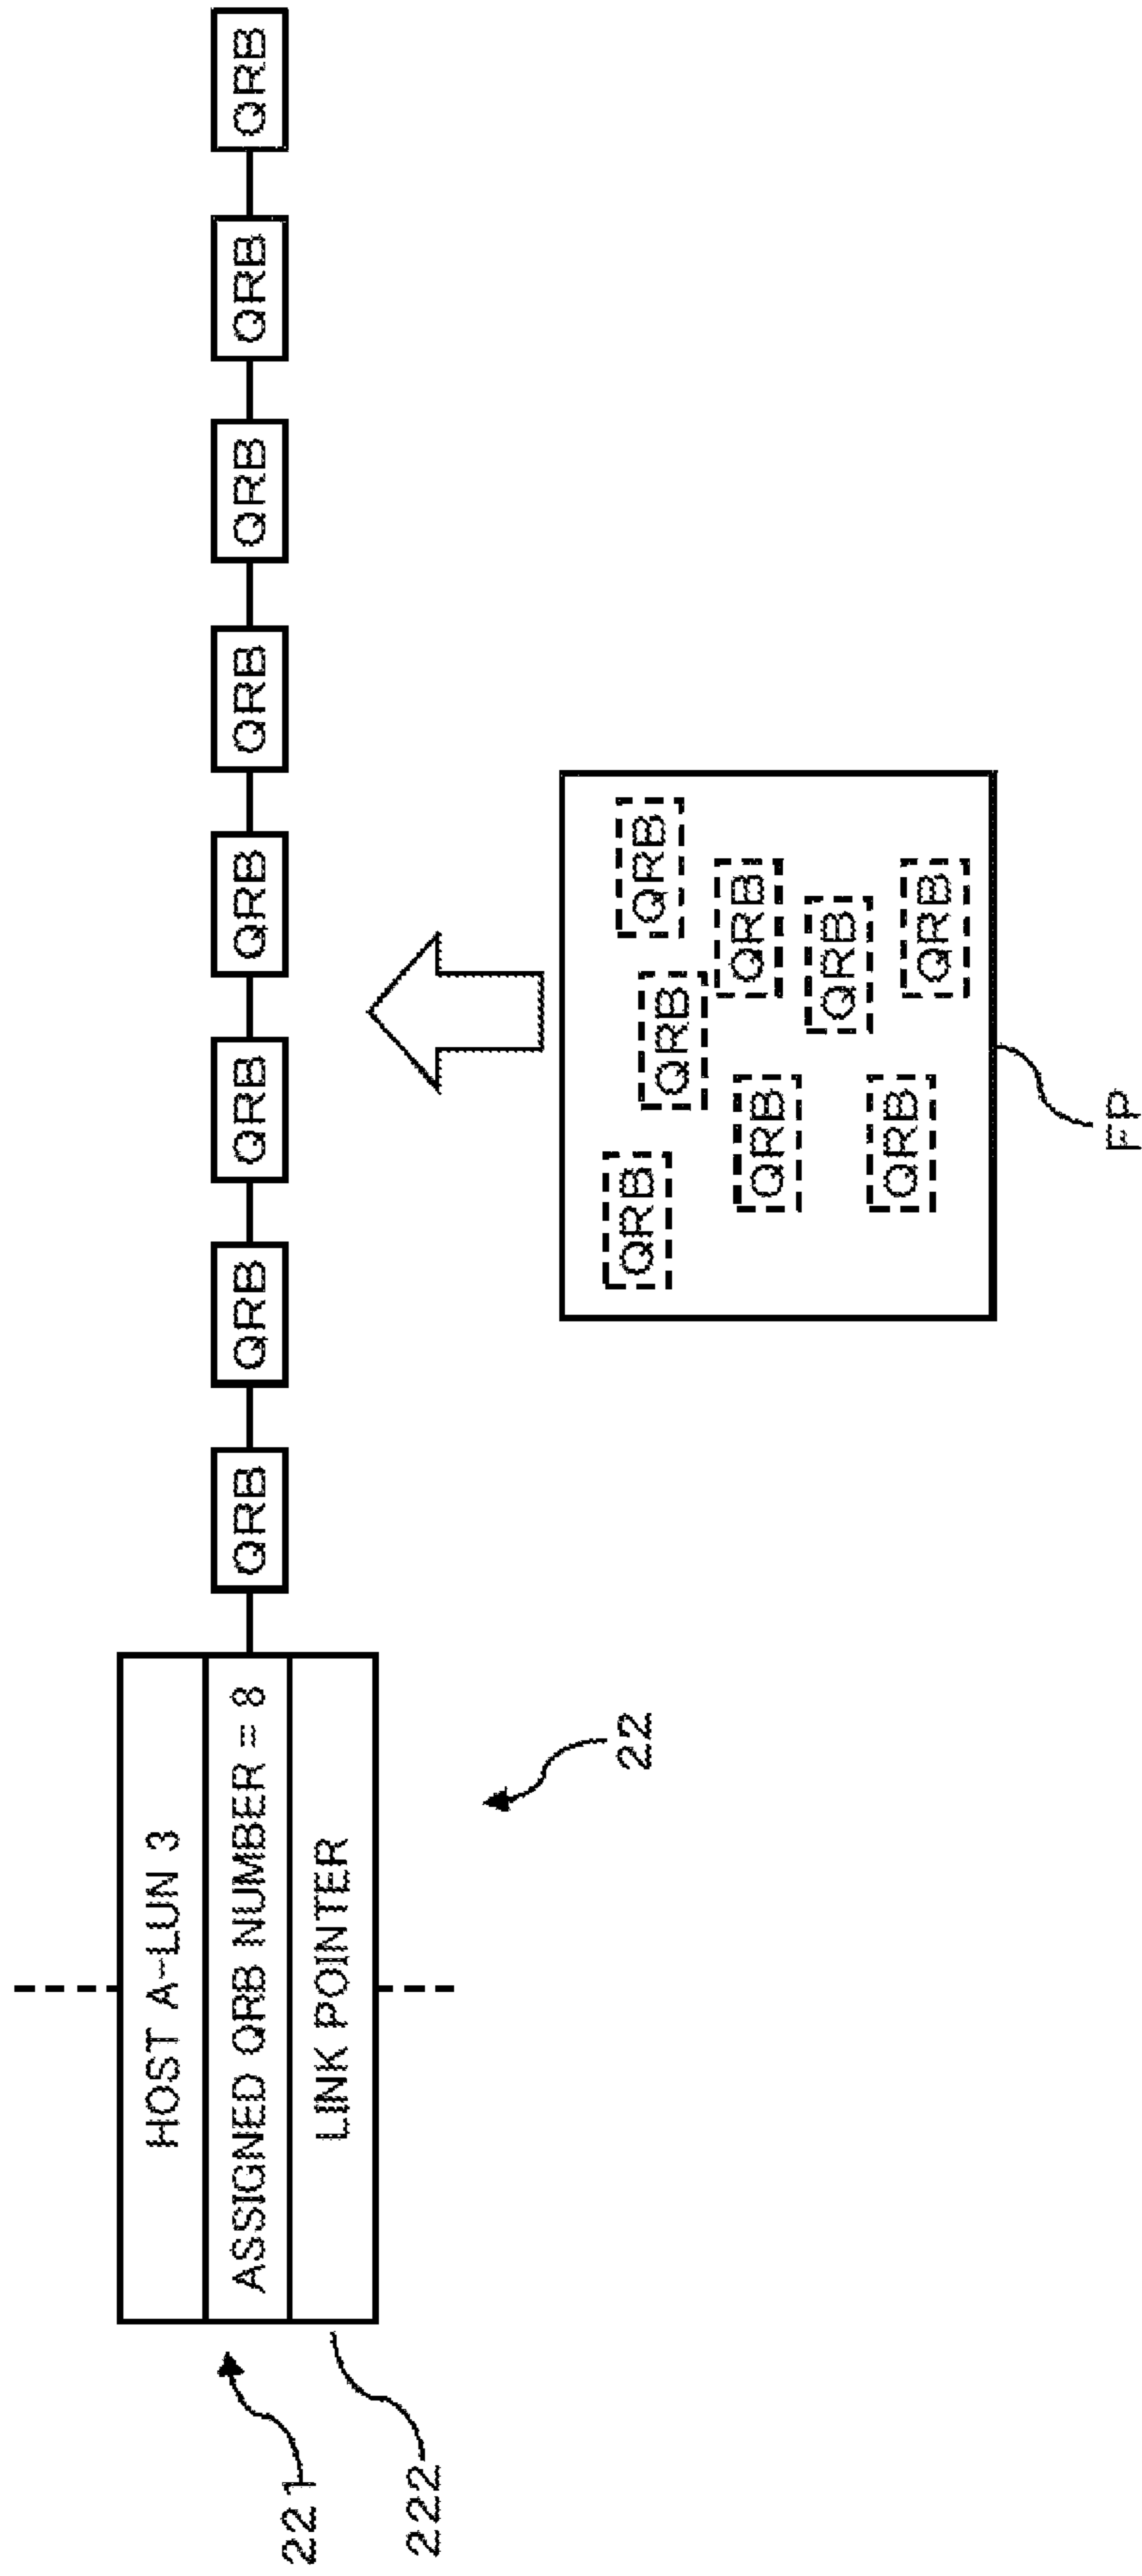 HOST A-LUN 3
221
ASSIGNED QRB NUMBER = 8
QRB
QRB
QRB
QRB
QRB
QRB
QRB
QRB
222
LINK POINTER
22
QRB
QRB
QRB
QRB
QRB
QRB
QRB
QRB
FP